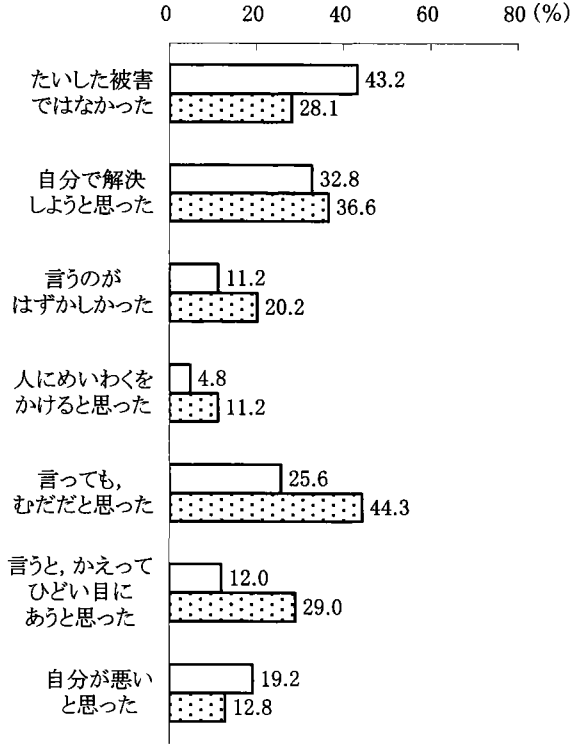 0 20 40 60 80 (%)
たいした被害
ではなかった
43.2
28.1
自分で解決
しようと思った
32.8
36.6
言うのが
はずかしかった
11.2
20.2
人にめいわくを
かけると思った
4.8
11.2
言っても，
むだだと思った
25.6
44.3
言うと，かえって
ひどい目に
あうと思った
12.0
29.0
自分が悪い
と思った
19.2
12.8